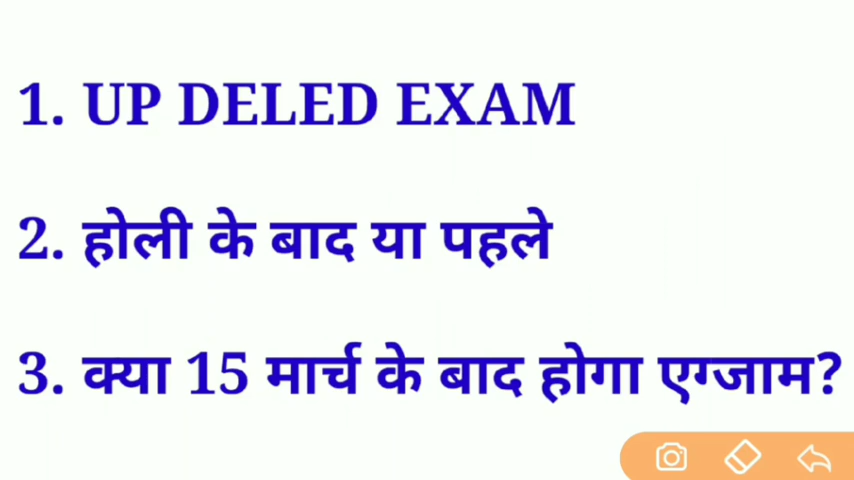 1. UP DELED EXAM
2. होली के बाद या पहले
3. क्या 15 मार्च के बाद होगा एग्जाम?